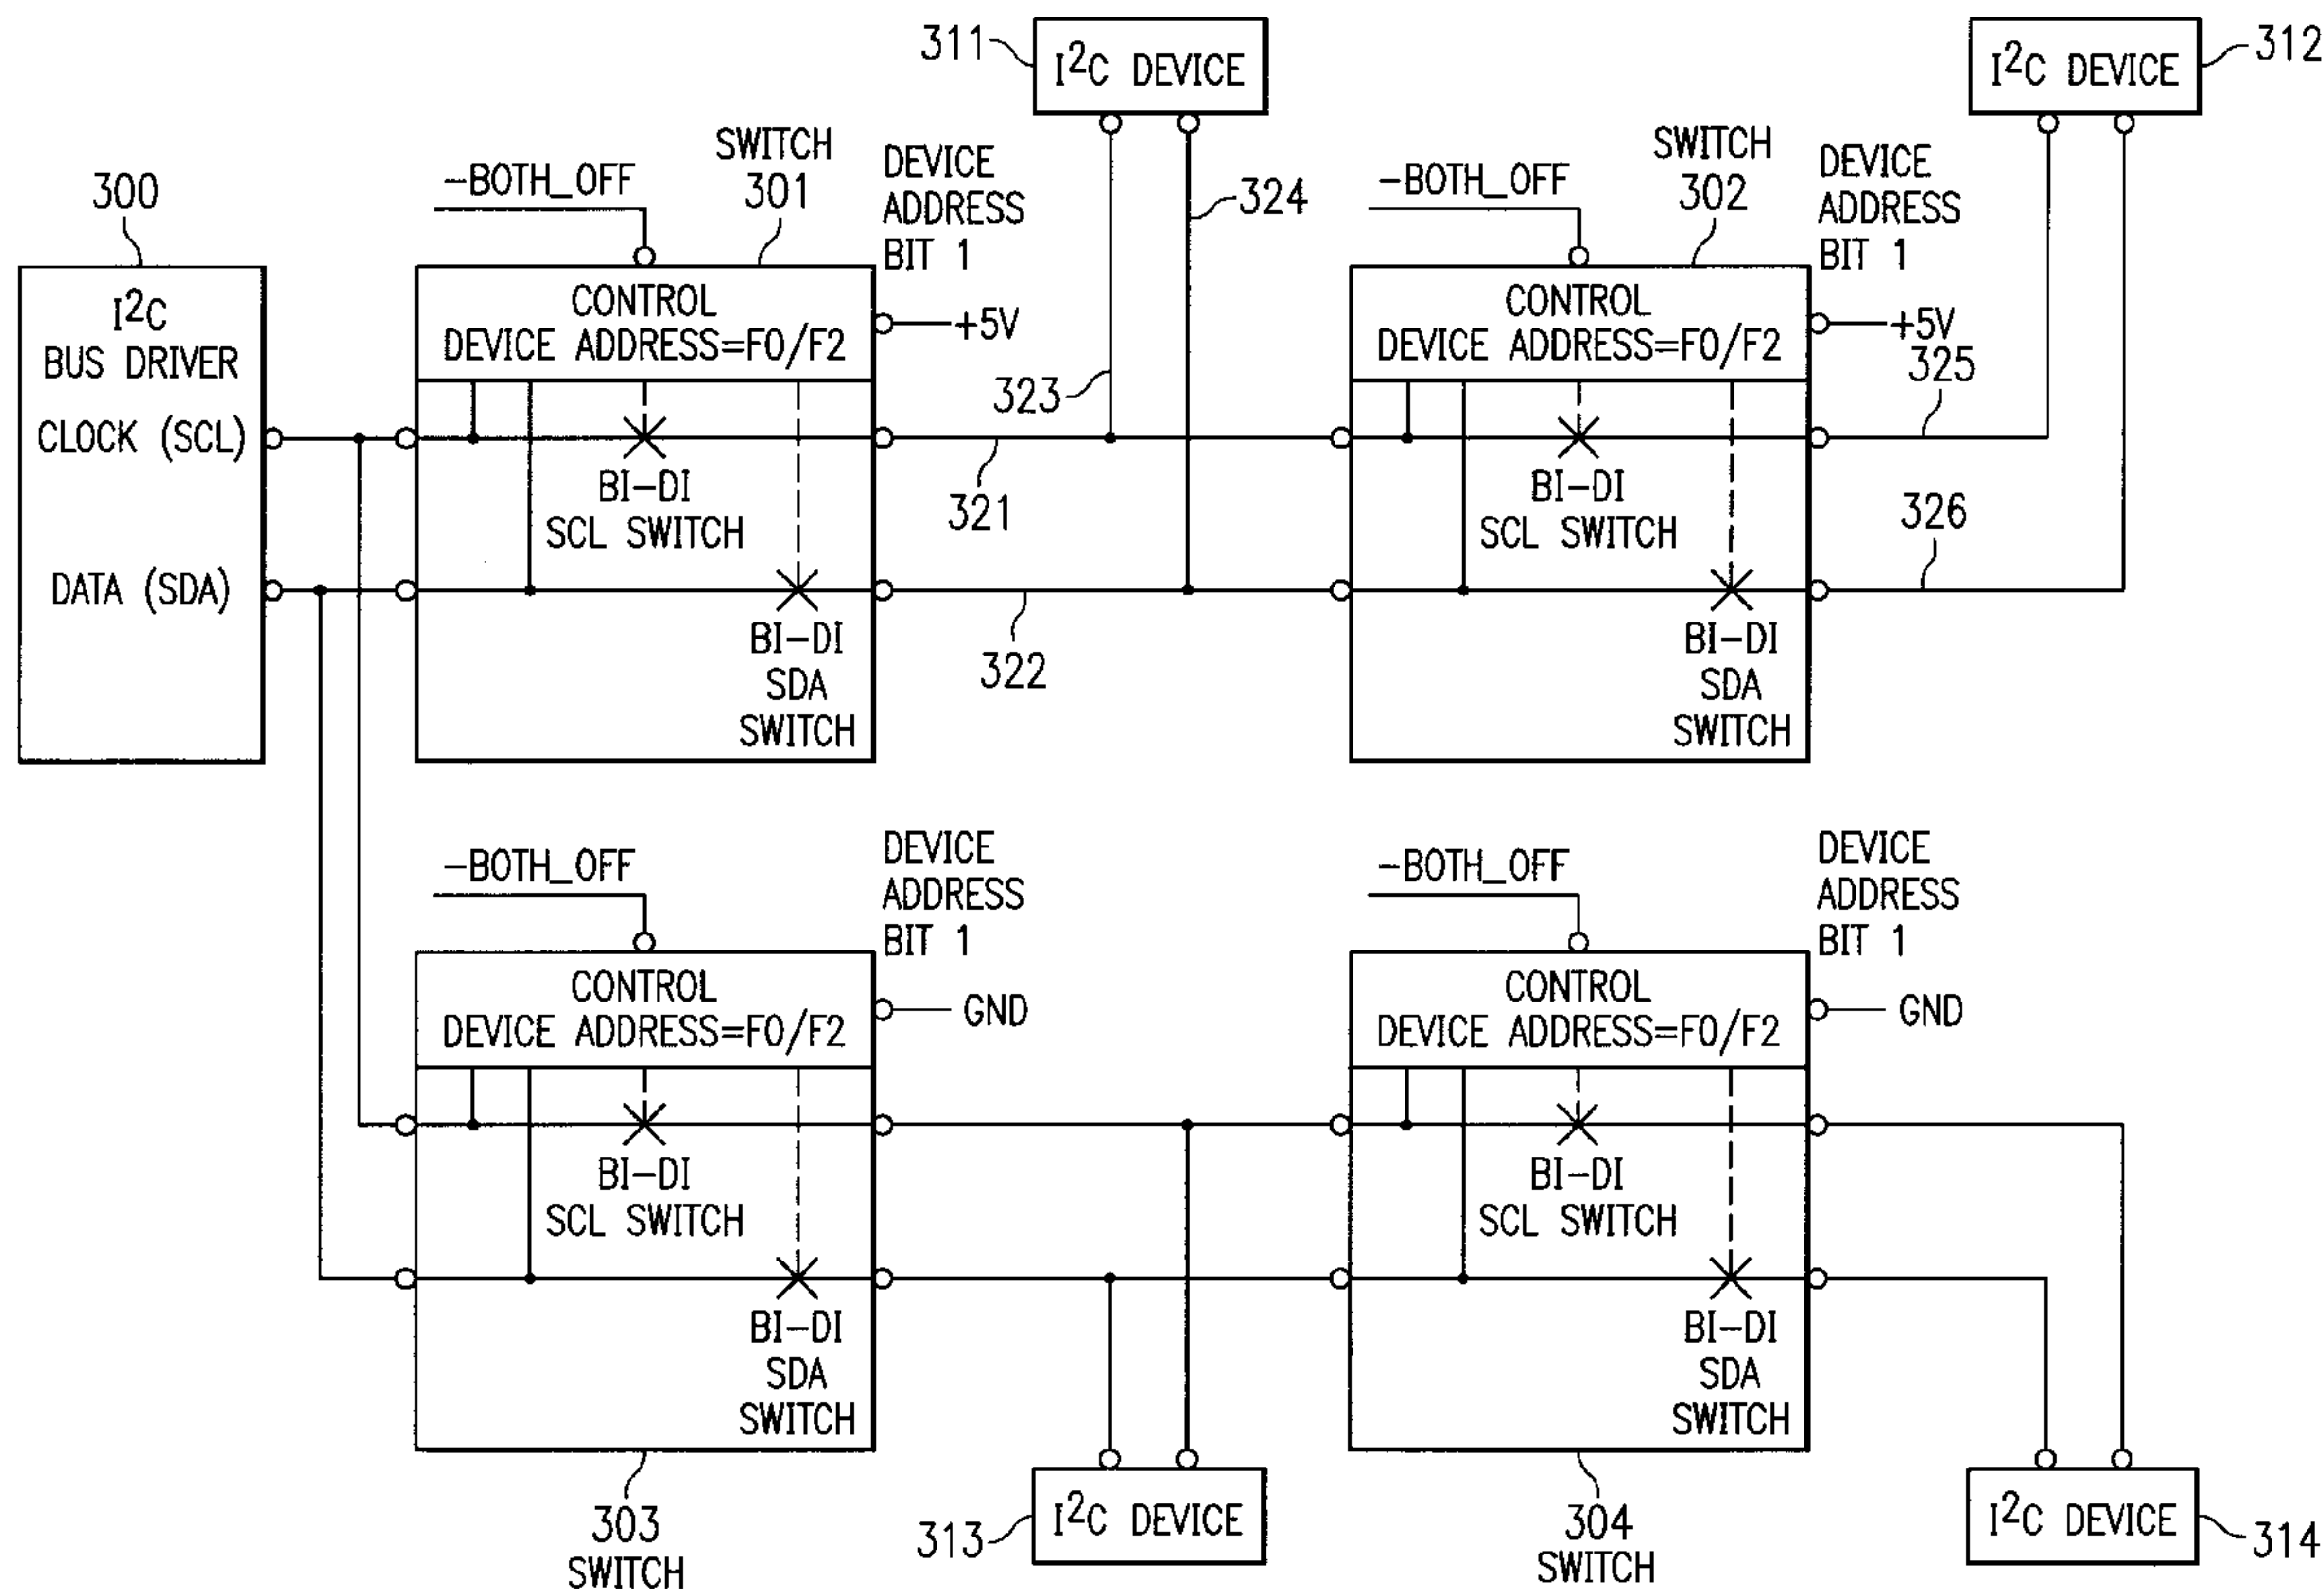 311
I²C DEVICE
I²C DEVICE
312
300
-BOTH_OFF
SWITCH
301
DEVICE
ADDRESS
BIT 1
324
-BOTH_OFF
SWITCH
302
DEVICE
ADDRESS
BIT 1
I²C
BUS DRIVER
CLOCK (SCL)
DATA (SDA)
CONTROL
DEVICE ADDRESS=F0/F2
+5V
323
CONTROL
DEVICE ADDRESS=F0/F2
+5V
325
BI-DI
SCL SWITCH
321
BI-DI
SCL SWITCH
326
BI-DI
SDA
SWITCH
322
BI-DI
SDA
SWITCH
-BOTH_OFF
DEVICE
ADDRESS
BIT 1
-BOTH_OFF
DEVICE
ADDRESS
BIT 1
CONTROL
DEVICE ADDRESS=F0/F2
GND
CONTROL
DEVICE ADDRESS=F0/F2
GND
BI-DI
SCL SWITCH
BI-DI
SCL SWITCH
BI-DI
SDA
SWITCH
BI-DI
SDA
SWITCH
303
SWITCH
313
I²C DEVICE
304
SWITCH
I²C DEVICE
314